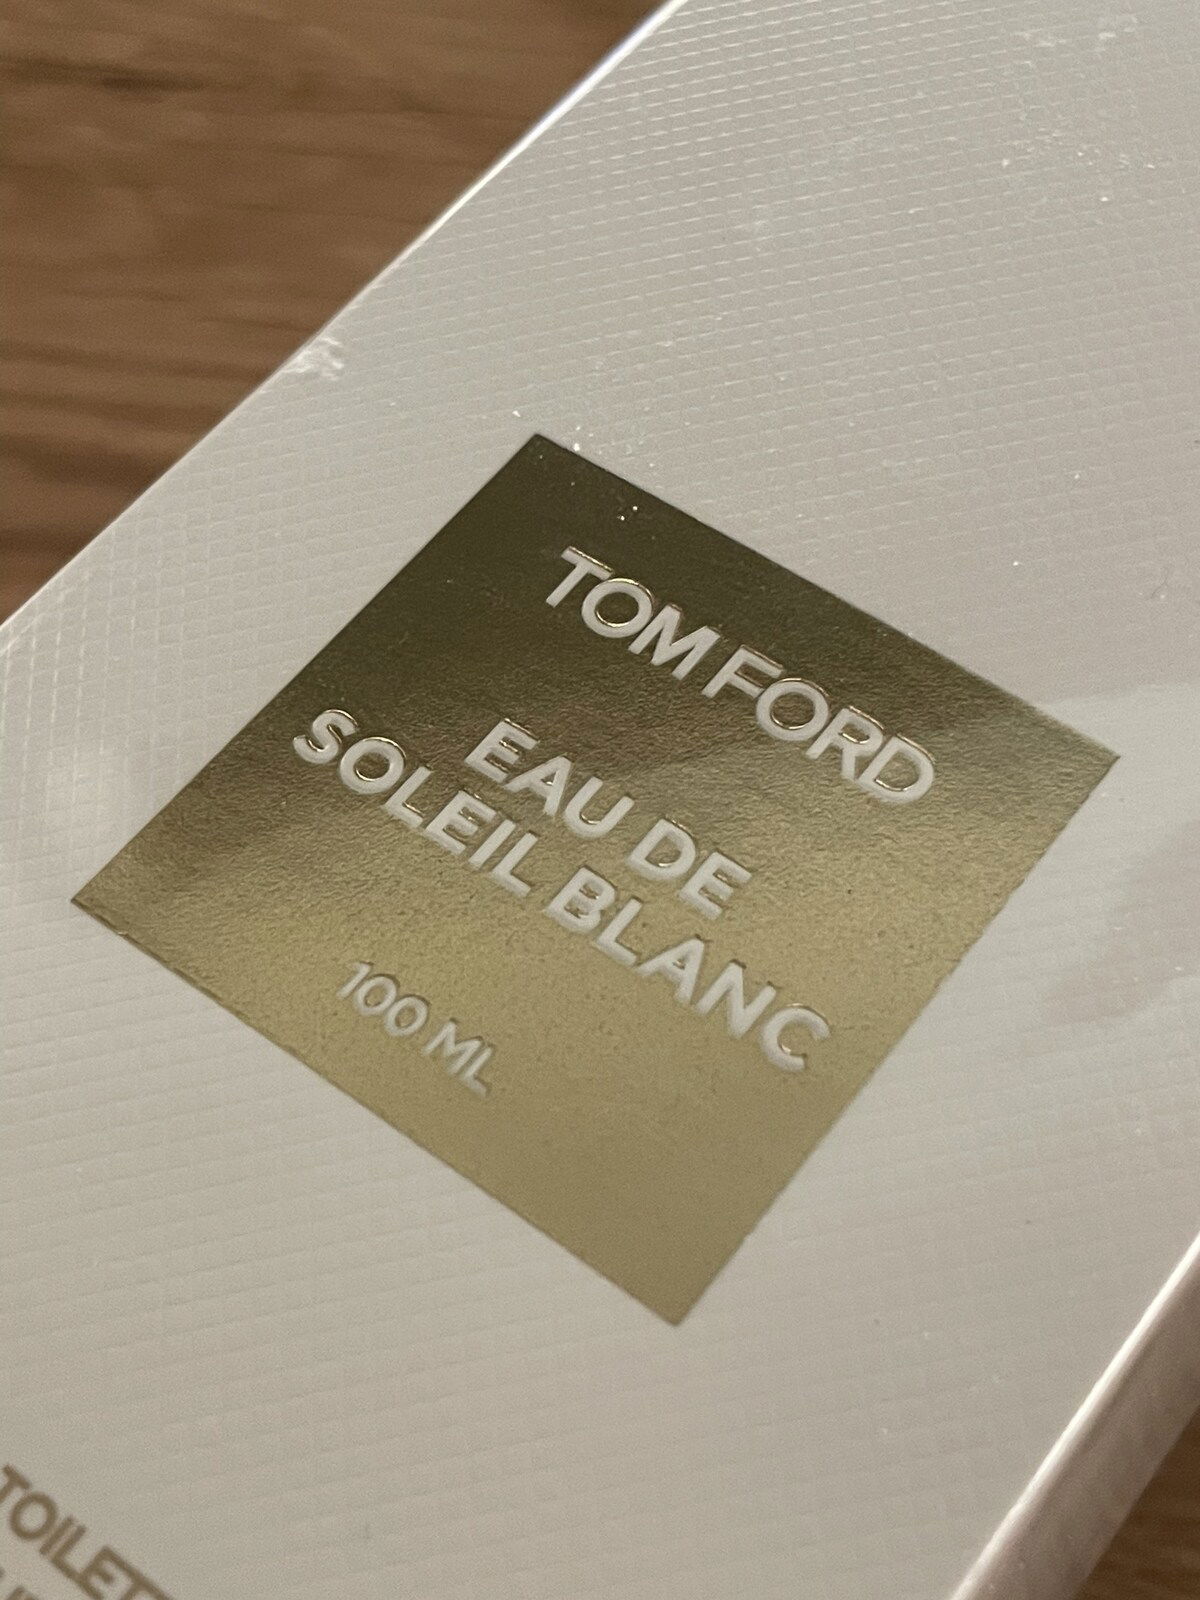 TOM FORD
EAU DE
SOLEIL BLANC
100 ML